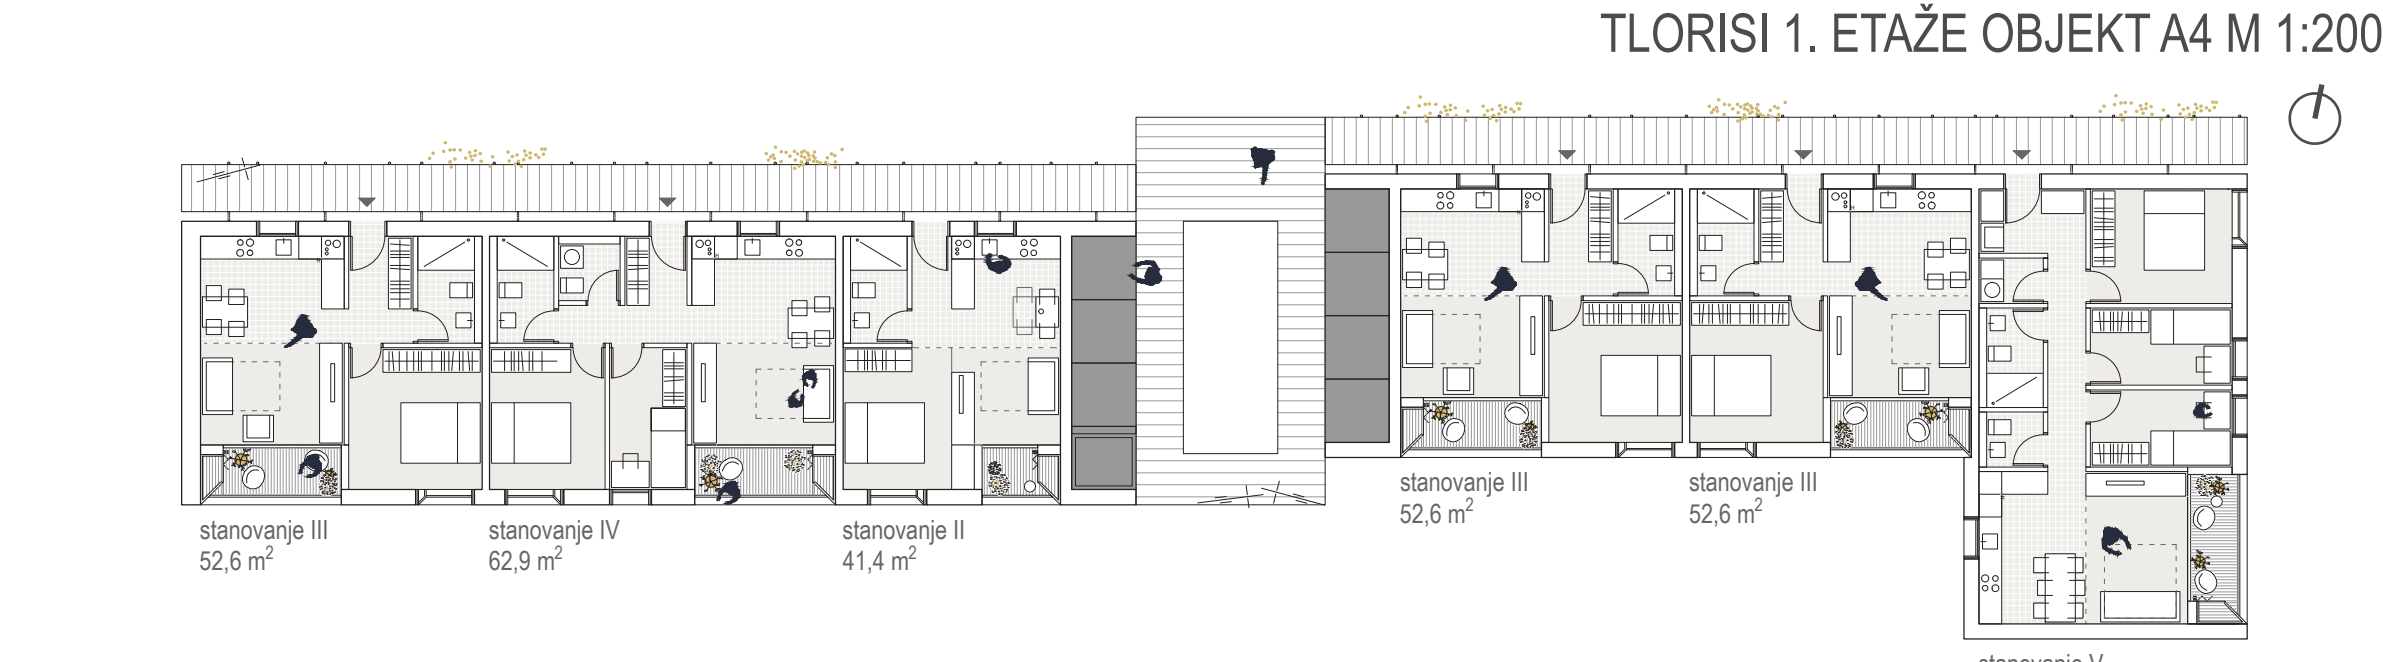 TLORISI 1. ETAŽE OBJEKT A4 M 1:200
stanovanje III
52,6 m²
stanovanje IV
62,9 m²
stanovanje II
41,4 m²
stanovanje III
52,6 m²
stanovanje III
52,6 m²
stanovanje V